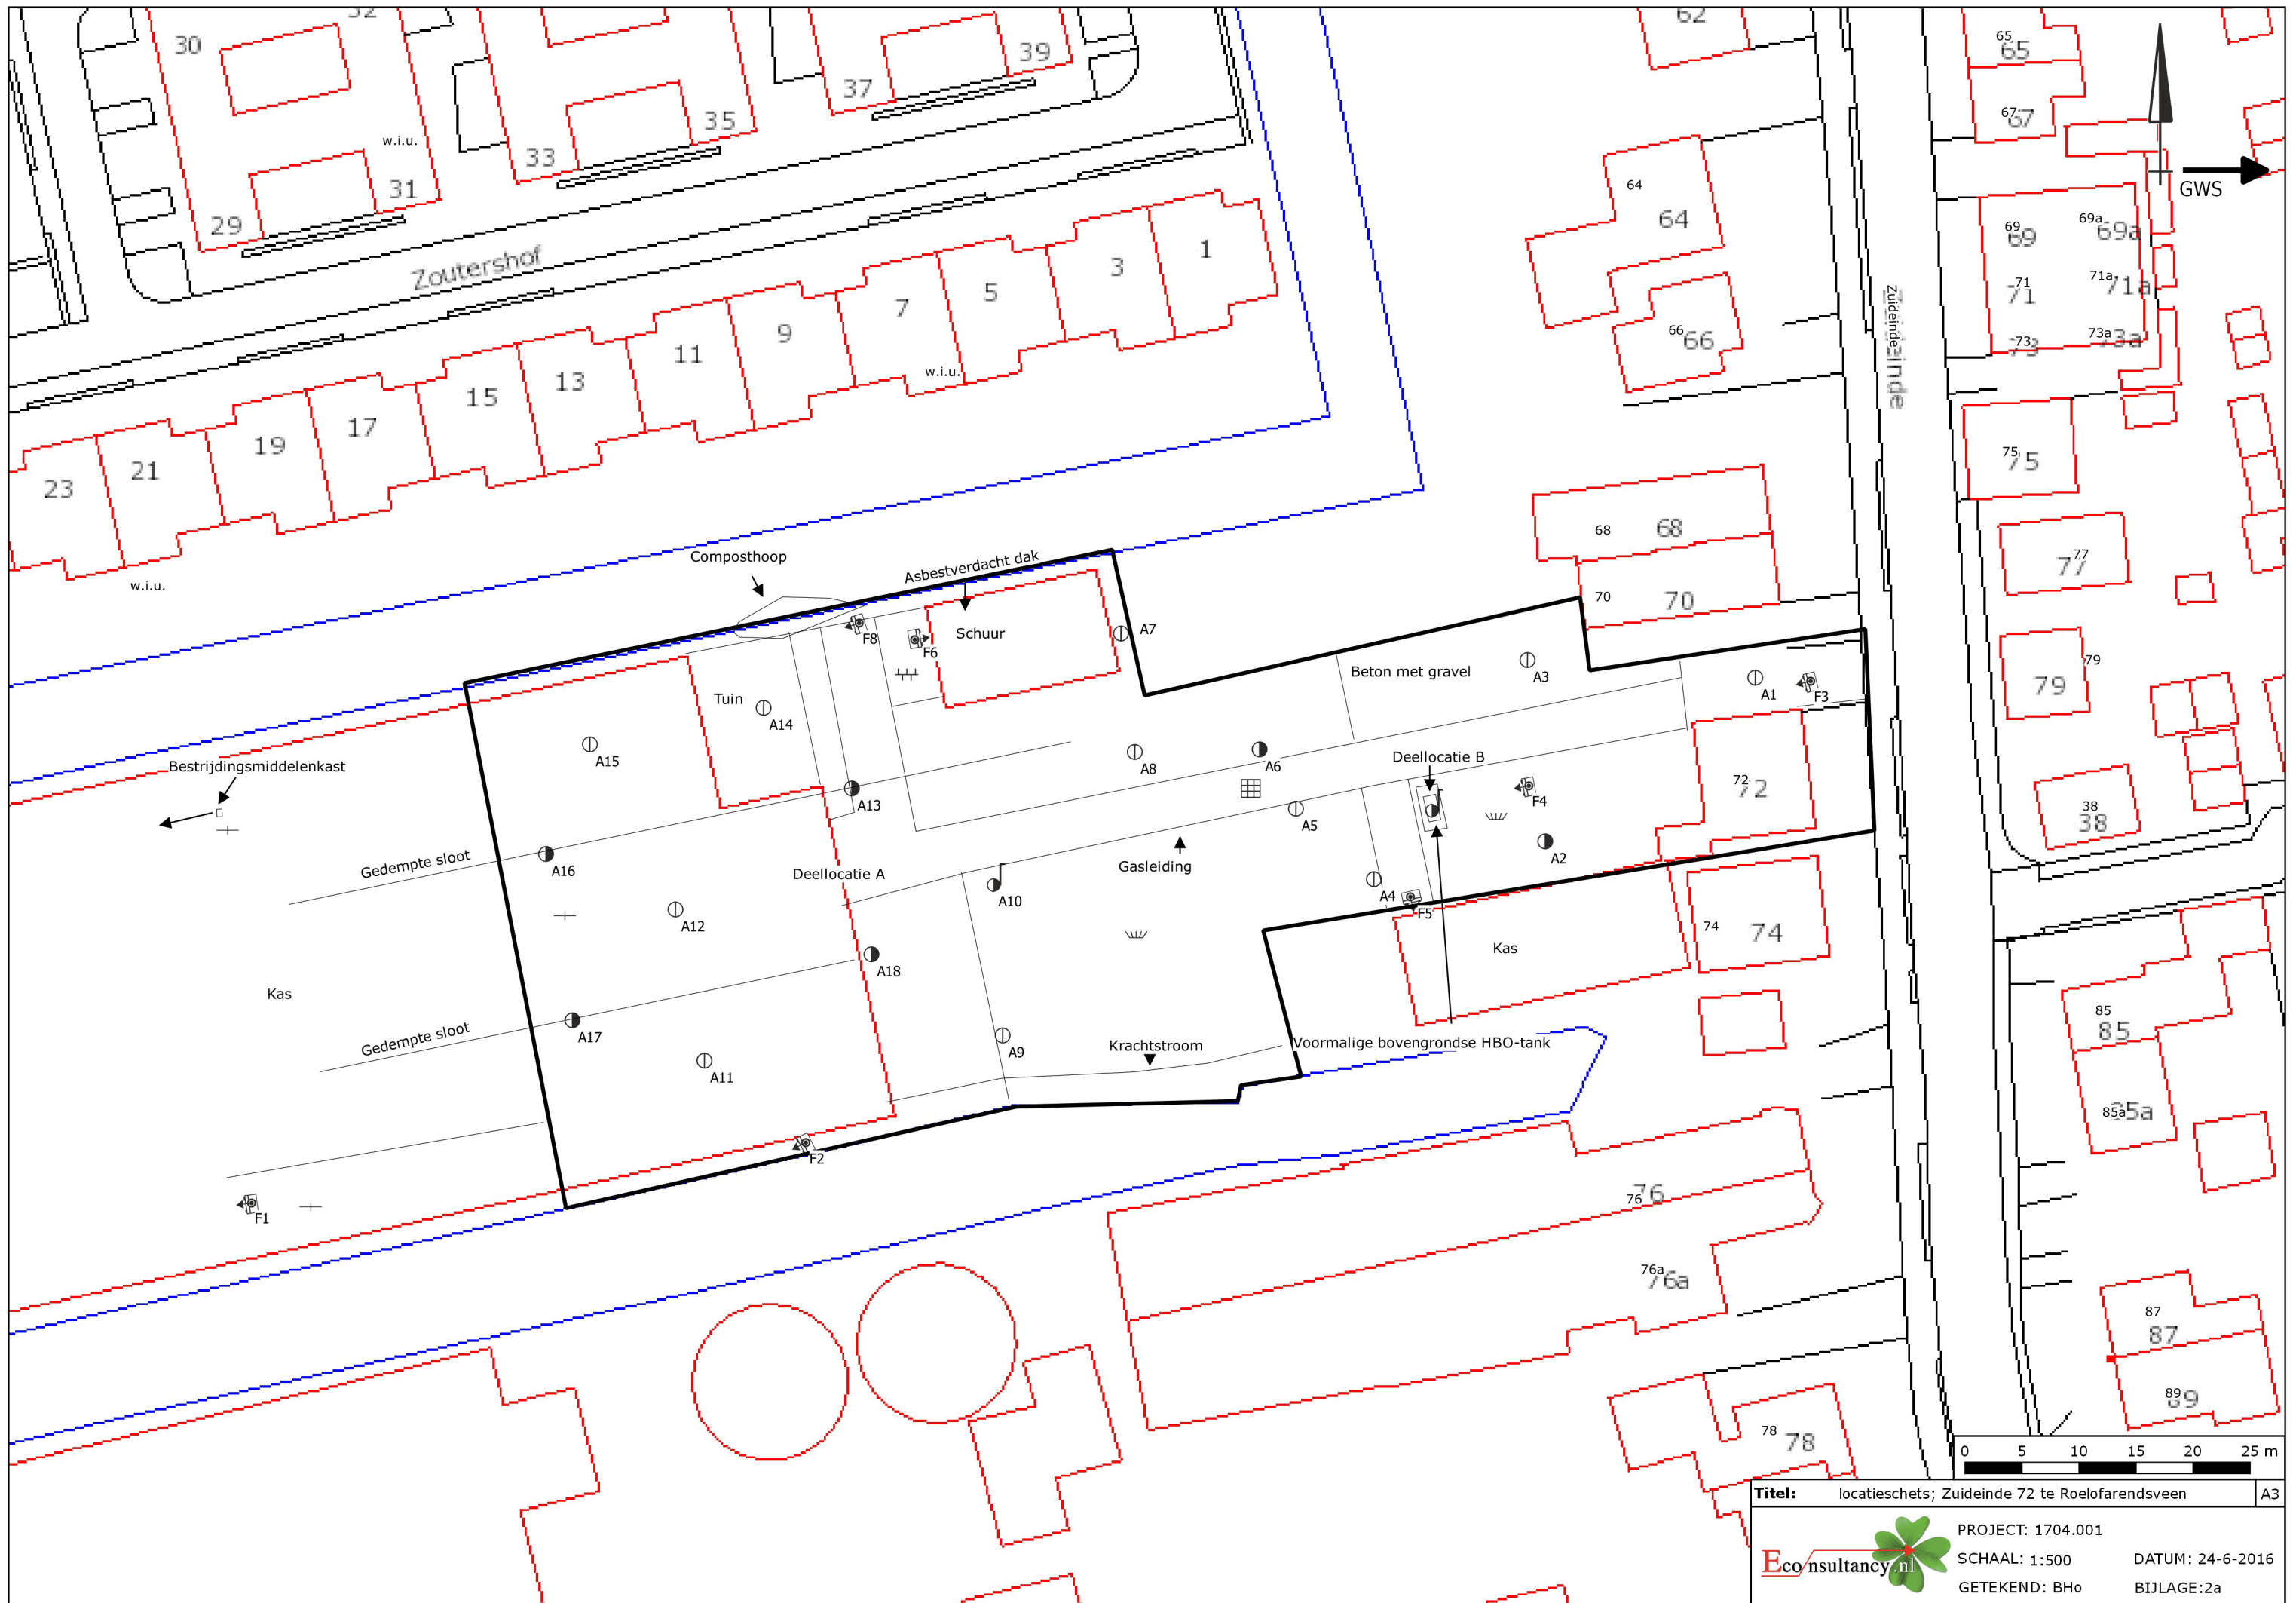 30
32
39
37
35
33
w.i.u.
31
29
Zoutershof
1
3
5
7
9
11
13
15
17
19
21
23
w.i.u.
w.i.u.
62
65
65
67
67
64
64
66
66
69
69
69a
69a
71
71
71a
71a
73
73
73a
73a
Zuideinde
Zuideinde
GWS
75
75
77
77
79
79
38
38
68
68
70
70
72
72
74
74
Composthoop
Asbestverdacht dak
F8
F6
Schuur
A7
Beton met gravel
A3
A1
F3
Tuin
A14
A15
Bestrijdingsmiddelenkast
A13
A8
A6
Deellocatie B
F4
A5
A2
Gedempte sloot
A16
Deellocatie A
Gasleiding
A10
A4
F5
A12
A18
Kas
Kas
Gedempte sloot
A17
A11
A9
Krachtstroom
Voormalige bovengrondse HBO-tank
F2
F1
85
85
85a
85a
76
76
76a
76a
87
87
89
89
78
78
0 5 10 15 20 25 m
Titel: locatieschets; Zuideinde 72 te Roelofarendsveen A3
Econsultancy.nl
PROJECT: 1704.001
SCHAAL: 1:500 DATUM: 24-6-2016
GETEKEND: BHo BIJLAGE:2a